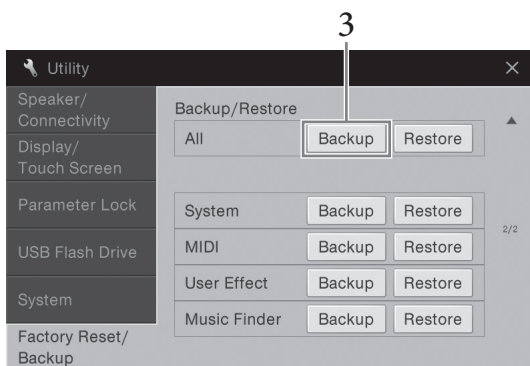 3
Utility
Speaker/
Connectivity
Display/
Touch Screen
Parameter Lock
USB Flash Drive
System
Factory Reset/
Backup
Backup/Restore
All Backup Restore
System Backup Restore
MIDI Backup Restore
User Effect Backup Restore
Music Finder Backup Restore
2/2